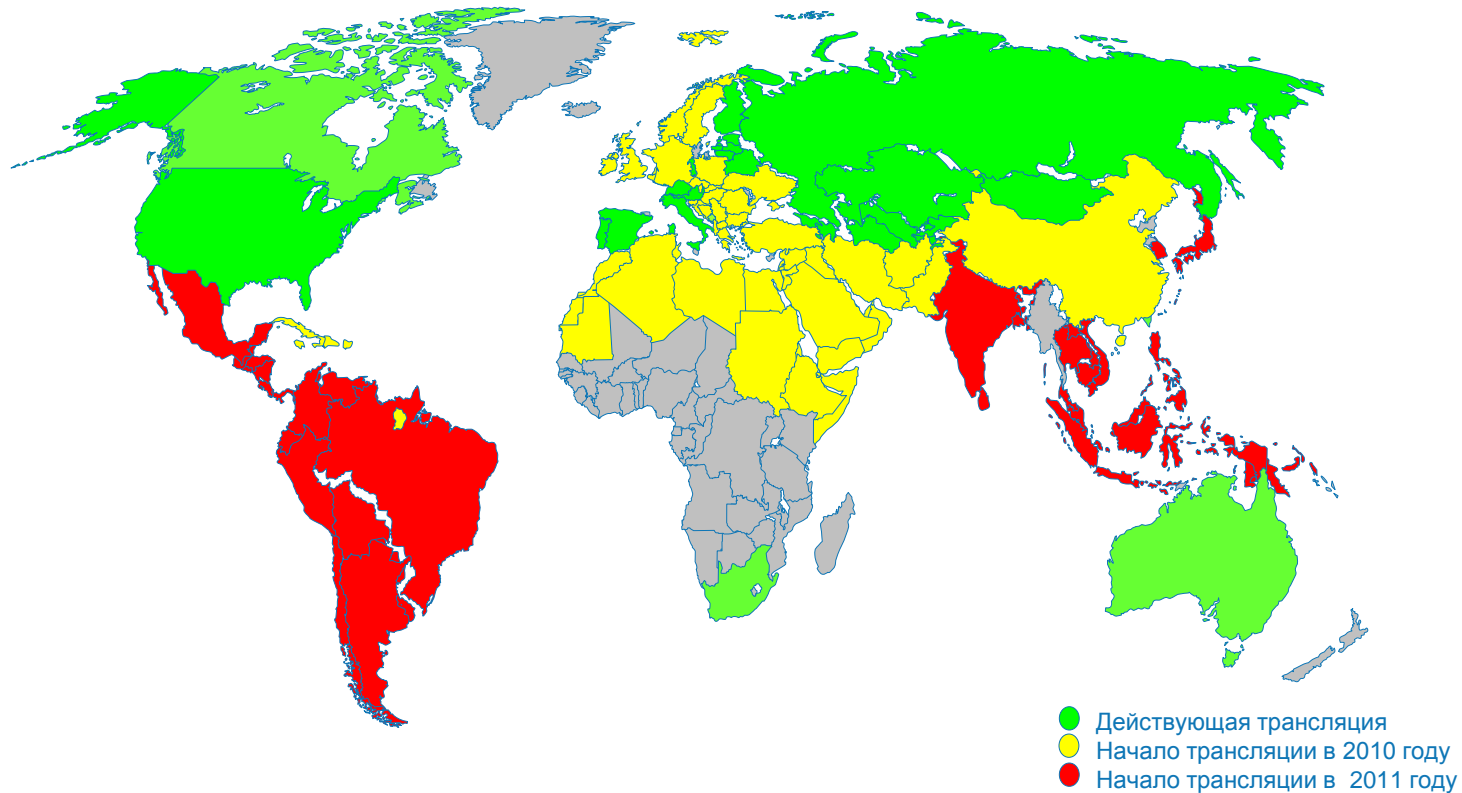 Действующая трансляция
Начало трансляции в 2010 году
Начало трансляции в  2011 году